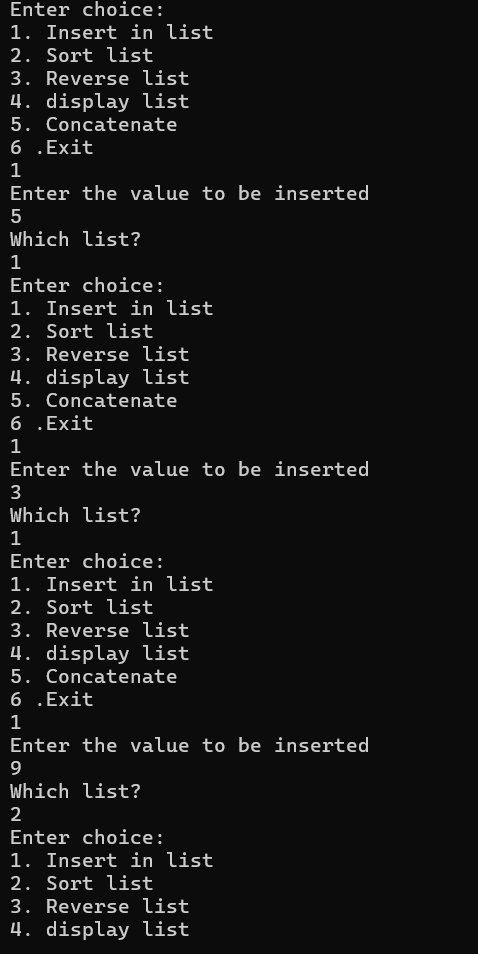 Enter choice:
1. Insert in list
2. Sort list
3. Reverse list
4. display list
5. Concatenate
6 .Exit
1
Enter the value to be inserted
5
Which list?
1
Enter choice:
1. Insert in list
2. Sort list
3. Reverse list
4. display list
5. Concatenate
6 .Exit
1
Enter the value to be inserted
3
Which list?
1
Enter choice:
1. Insert in list
2. Sort list
3. Reverse list
4. display list
5. Concatenate
6 .Exit
1
Enter the value to be inserted
9
Which list?
2
Enter choice:
1. Insert in list
2. Sort list
3. Reverse list
4. display list